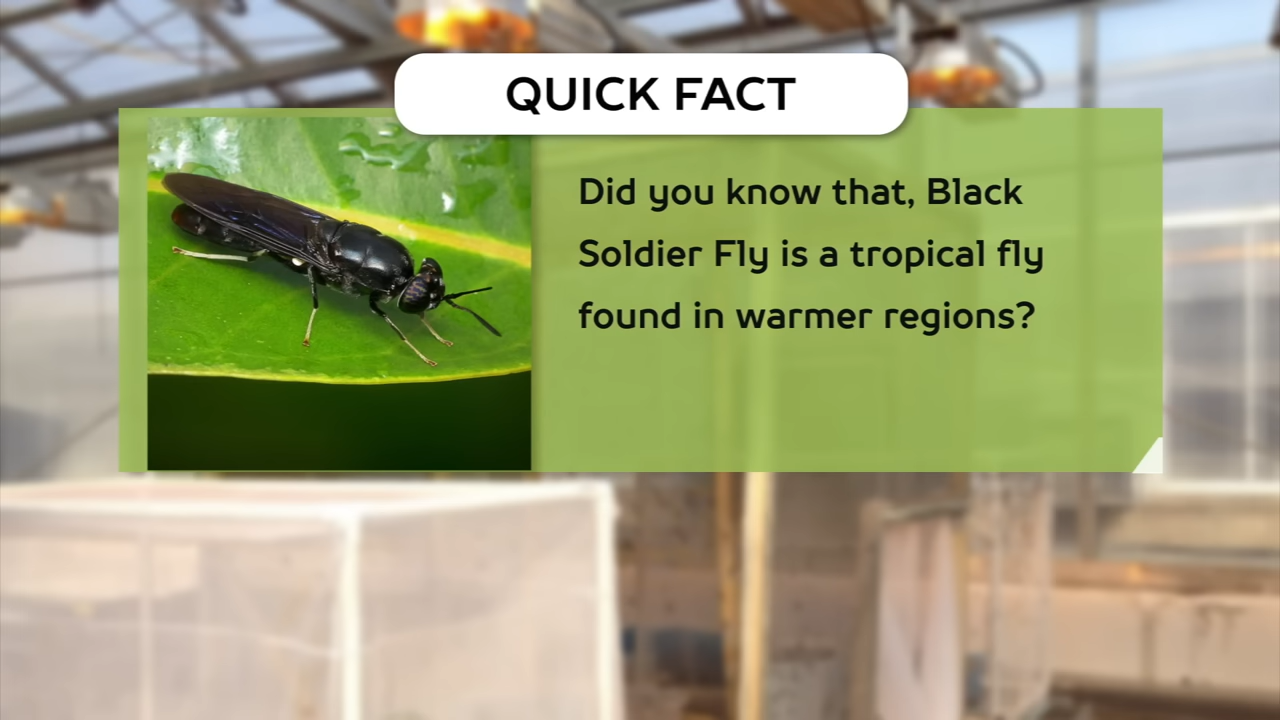 QUICK FACT
Did you know that, Black
Soldier Fly is a tropical fly
found in warmer regions?